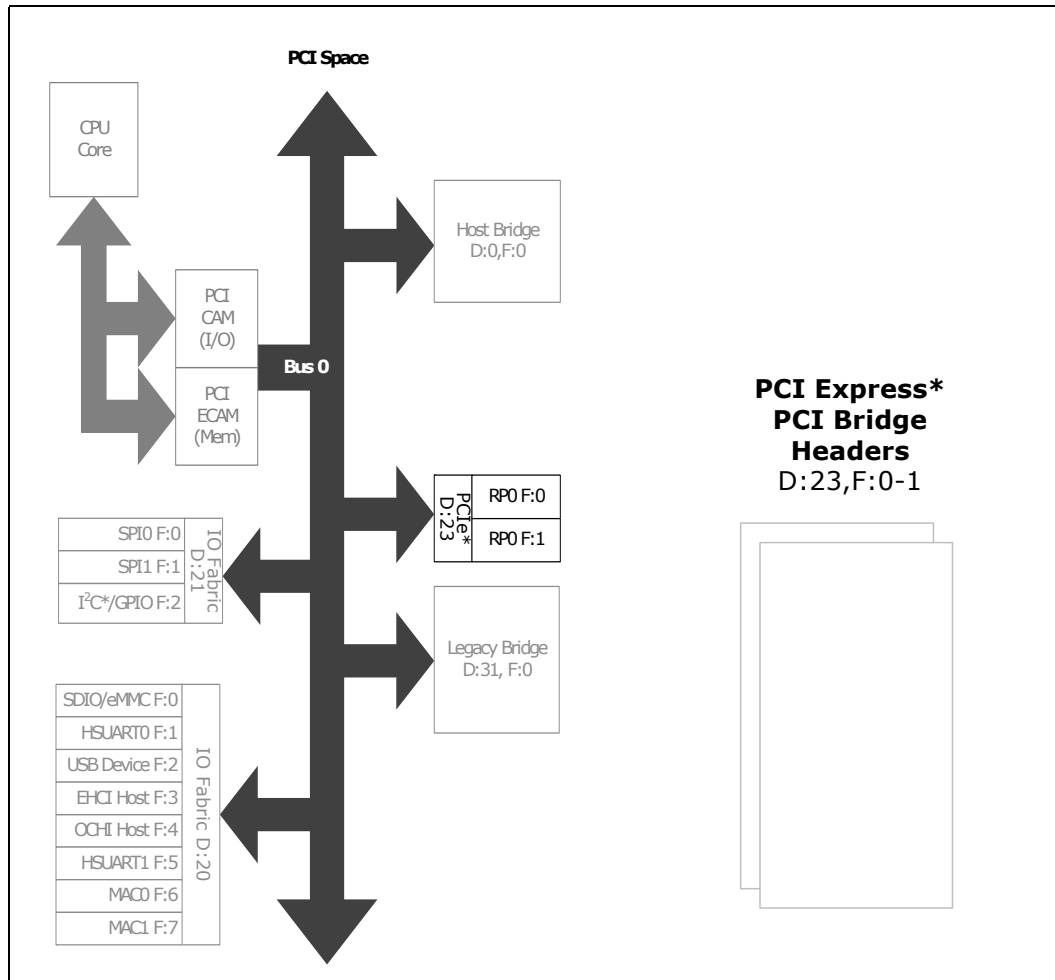 PCI Space
CPU
Core
Host Bridge
D:0,F:0
PCI
CAM
(I/O)
Bus 0
PCI
ECAM
(Mem)
PCI Express*
PCI Bridge
Headers
D:23,F:0-1
PCIe*
D:23
RP0 F:0
RP0 F:1
SPI0 F:0
SPI1 F:1
I²C*/GPIO F:2
IO Fabric
D:21
Legacy Bridge
D:31, F:0
SDIO/eMMC F:0
HSUART0 F:1
USB Device F:2
EHCI Host F:3
OCHI Host F:4
HSUART1 F:5
MAC0 F:6
MAC1 F:7
IO Fabric D:20